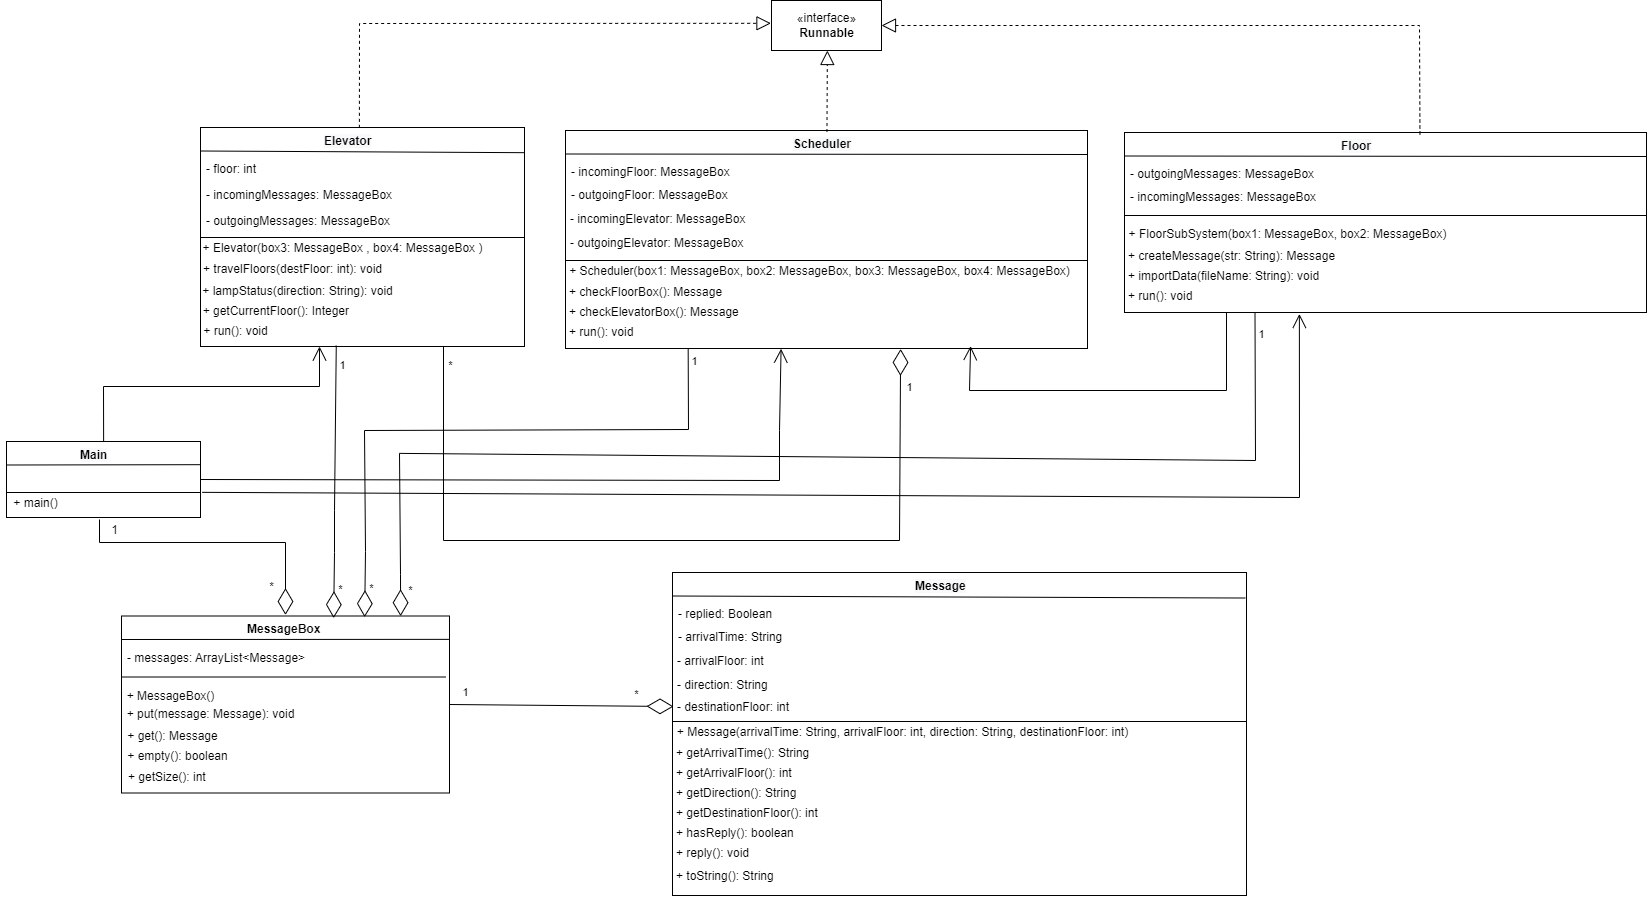 «interface»
Runnable
Elevator
- floor: int
- incomingMessages: MessageBox
- outgoingMessages: MessageBox
+ Elevator(box3: MessageBox , box4: MessageBox )
+ travelFloors(destFloor: int): void
+ lampStatus(direction: String): void
+ getCurrentFloor(): Integer
+ run(): void
Scheduler
- incomingFloor: MessageBox
- outgoingFloor: MessageBox
- incomingElevator: MessageBox
- outgoingElevator: MessageBox
+ Scheduler(box1: MessageBox, box2: MessageBox, box3: MessageBox, box4: MessageBox)
+ checkFloorBox(): Message
+ checkElevatorBox(): Message
+ run(): void
Floor
- outgoingMessages: MessageBox
- incomingMessages: MessageBox
+ FloorSubSystem(box1: MessageBox, box2: MessageBox)
+ createMessage(str: String): Message
+ importData(fileName: String): void
+ run(): void
1
*
1
1
1
Main
+ main()
1
*
*
*
*
MessageBox
- messages: ArrayList<Message>
+ MessageBox()
+ put(message: Message): void
+ get(): Message
+ empty(): boolean
+ getSize(): int
1
*
Message
- replied: Boolean
- arrivalTime: String
- arrivalFloor: int
- direction: String
- destinationFloor: int
+ Message(arrivalTime: String, arrivalFloor: int, direction: String, destinationFloor: int)
+ getArrivalTime(): String
+ getArrivalFloor(): int
+ getDirection(): String
+ getDestinationFloor(): int
+ hasReply(): boolean
+ reply(): void
+ toString(): String